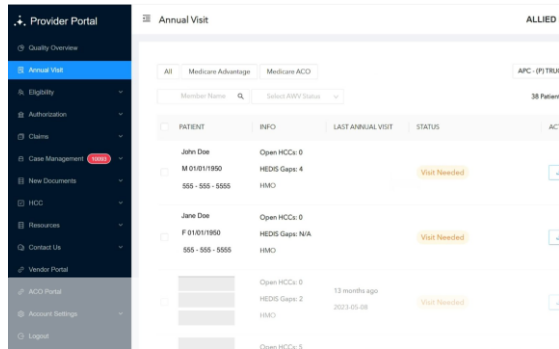 Provider Portal
Annual Visit
ALLIED
Quality Overview
Annual Visit
Eligibility
Authorization
Claims
Case Management
New Documents
HCC
Resources
Contact Us
Vendor Portal
ACO Portal
Account Settings
Logout
All Medicare Advantage Medicare ACO
APC - (P) TRU
Member Name Select AWV Status
38 Patient
PATIENT INFO LAST ANNUAL VISIT STATUS AC
John Doe Open HCCs: 0
M 01/01/1950 HEDIS Gaps: 4 Visit Needed
555 - 555 - 5555 HMO
Jane Doe Open HCCs: 0
F 01/01/1950 HEDIS Gaps: N/A Visit Needed
555 - 555 - 5555 HMO
Open HCCs: 0
13 months ago
HEDIS Gaps: 2 Visit Needed
2023-05-08
HMO
Open HCCs: 5